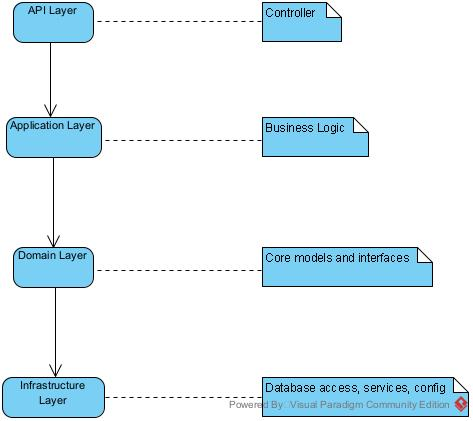 API Layer
Controller
Application Layer
Business Logic
Domain Layer
Core models and interfaces
Infrastructure
Layer
Database access, services, config
Powered By: Visual Paradigm Community Edition